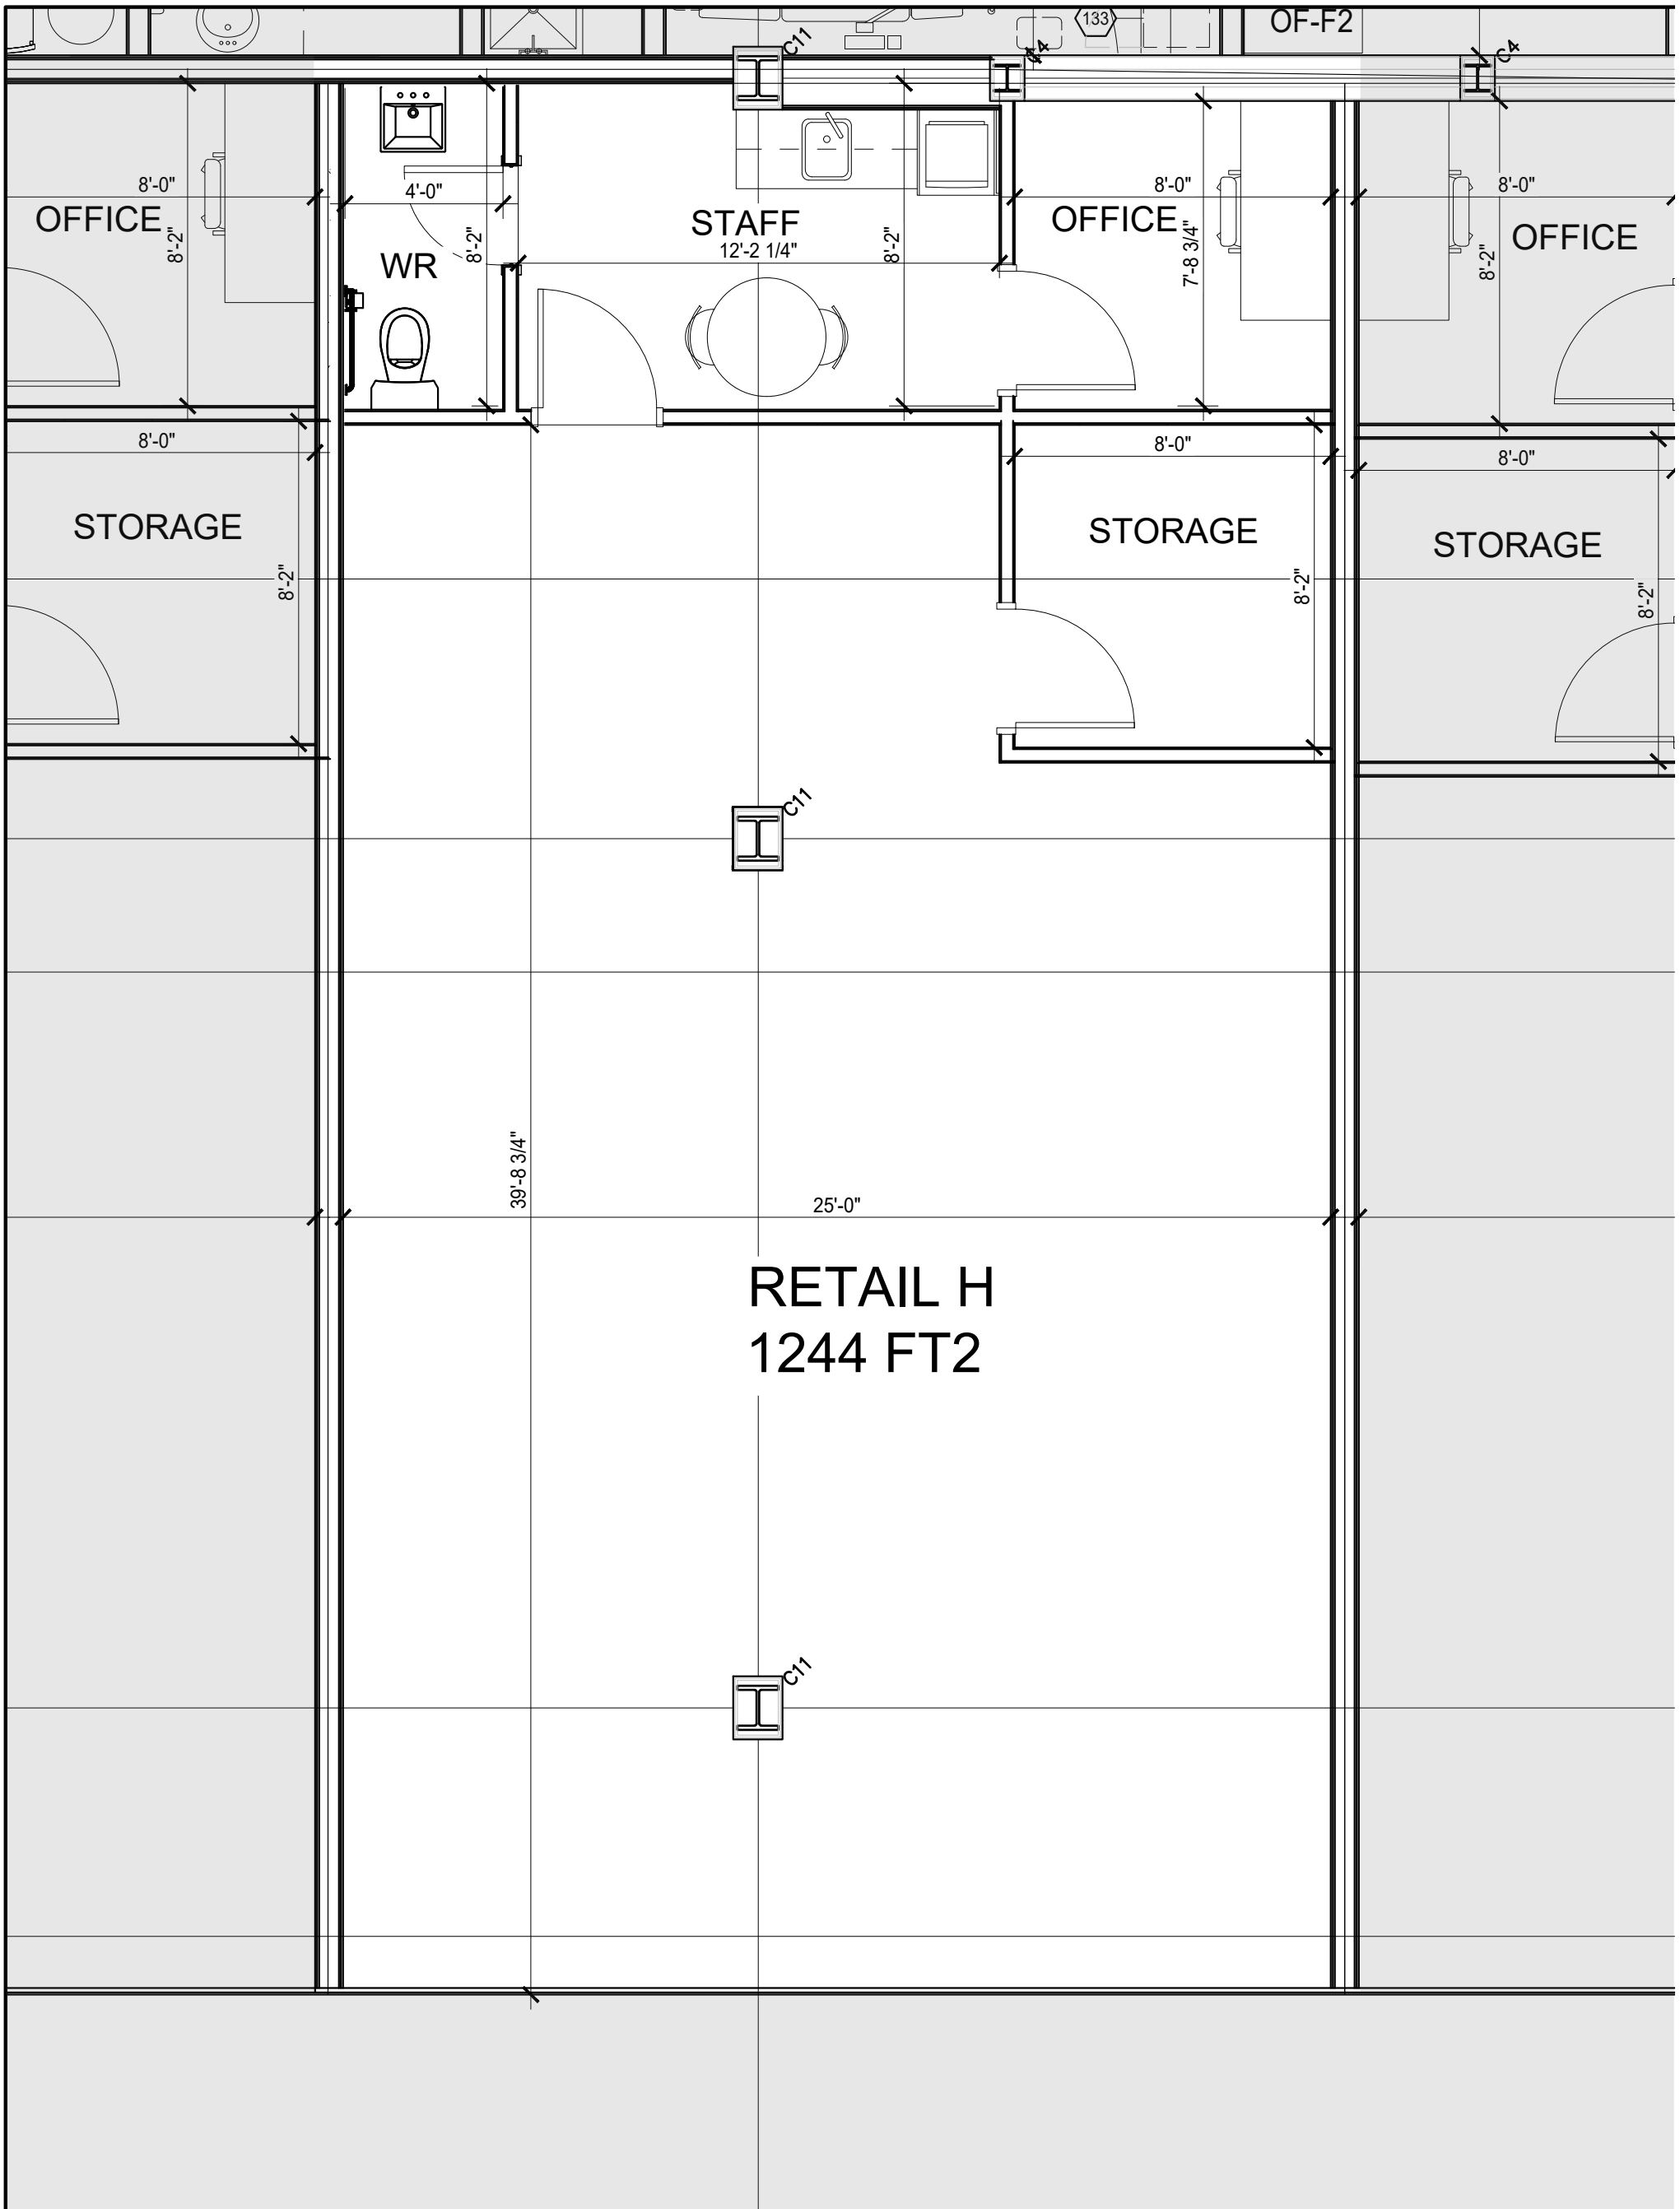 133
OF-F2
C11
C4
C4
8'-0"
OFFICE
8'-2"
4'-0"
WR
8'-2"
STAFF
12'-2 1/4"
8'-2"
8'-0"
OFFICE
7'-8 3/4"
8'-0"
OFFICE
8'-2"
8'-0"
STORAGE
8'-2"
8'-0"
STORAGE
8'-2"
8'-0"
STORAGE
8'-2"
C11
39'-8 3/4"
25'-0"
RETAIL H
1244 FT2
C11